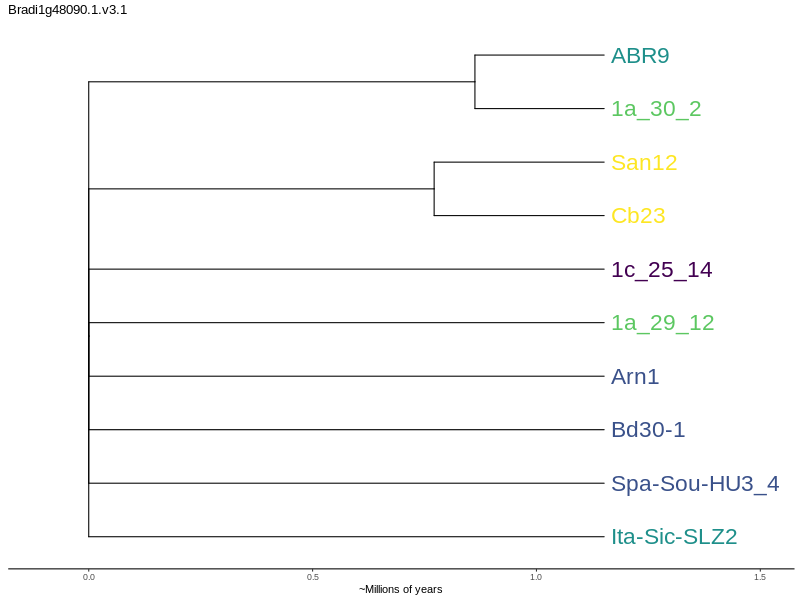 Bradi1g48090.1.v3.1
ABR9
1a_30_2
San12
Cb23
1c_25_14
1a_29_12
Arn1
Bd30-1
Spa-Sou-HU3_4
Ita-Sic-SLZ2
0.0 0.5 1.0 1.5
~Millions of years